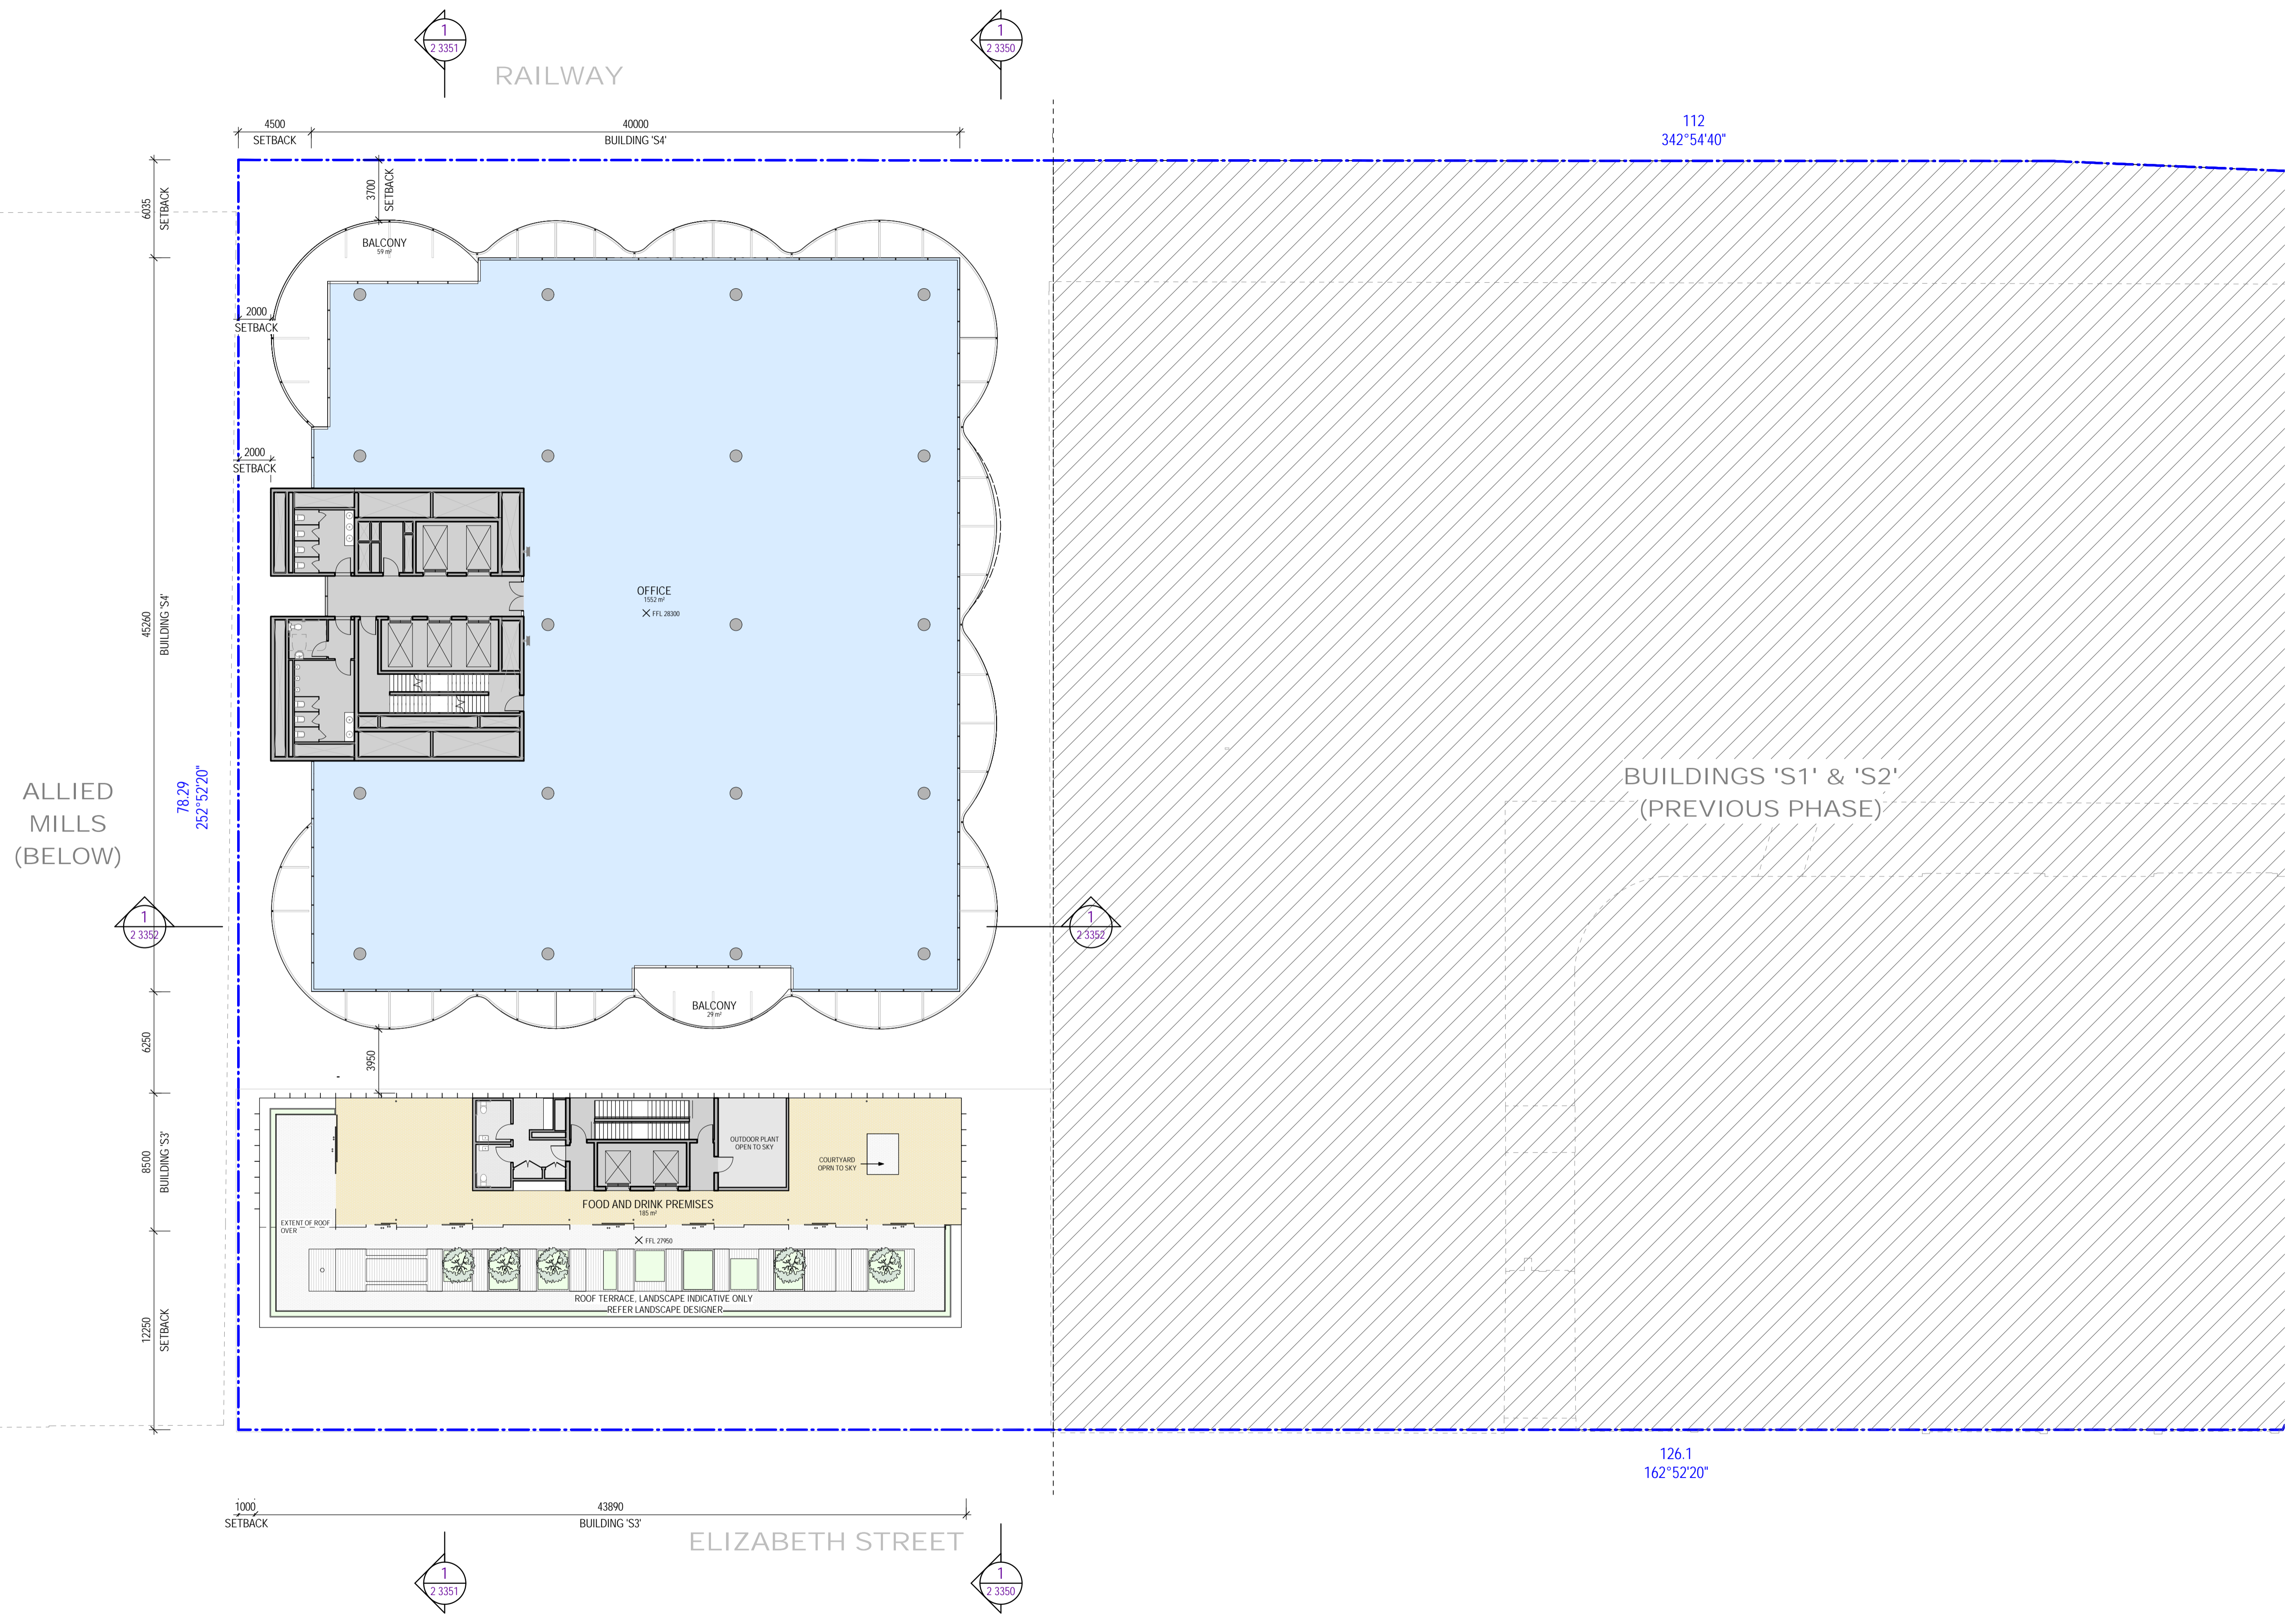 1
2 3351
1
2 3350
RAILWAY
4500
SETBACK
40000
BUILDING 'S4'
112
342°54'40"
6035
SETBACK
3700
SETBACK
BALCONY
59 m²
2000
SETBACK
2000
SETBACK
OFFICE
1552 m²
FFL 28300
45260
BUILDING 'S4'
78.29
252°52'20"
ALLIED
MILLS
(BELOW)
BUILDINGS 'S1' & 'S2'
(PREVIOUS PHASE)
1
2 3352
1
2 3352
BALCONY
29 m²
6250
3950
8500
BUILDING 'S3'
OUTDOOR PLANT
OPEN TO SKY
COURTYARD
OPRN TO SKY
FOOD AND DRINK PREMISES
185 m²
EXTENT OF ROOF
OVER
FFL 27950
ROOF TERRACE, LANDSCAPE INDICATIVE ONLY
REFER LANDSCAPE DESIGNER
12250
SETBACK
126.1
162°52'20"
1000
SETBACK
43890
BUILDING 'S3'
ELIZABETH STREET
1
2 3351
1
2 3350